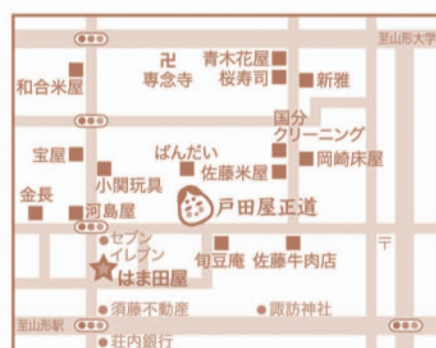 至山形大学
卍
専念寺
青木花屋
桜寿司
和合米屋
新雅
国分
クリーニング
宝屋
ばんだい
佐藤米屋
岡崎床屋
小関玩具
金長
河島屋
戸田屋正道
セブン
イレブン
はま田屋
旬豆庵
佐藤牛肉店
〒
須藤不動産
諏訪神社
至山形駅
荘内銀行